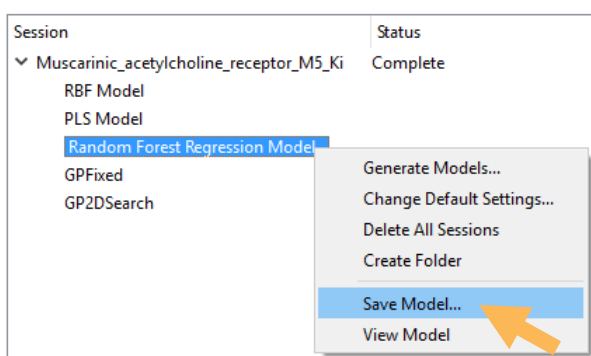 Session Status
Muscarinic_acetylcholine_receptor_M5_Ki Complete
RBF Model
PLS Model
Random Forest Regression Model
GPFixed
GP2DSearch
Generate Models...
Change Default Settings...
Delete All Sessions
Create Folder
Save Model...
View Model